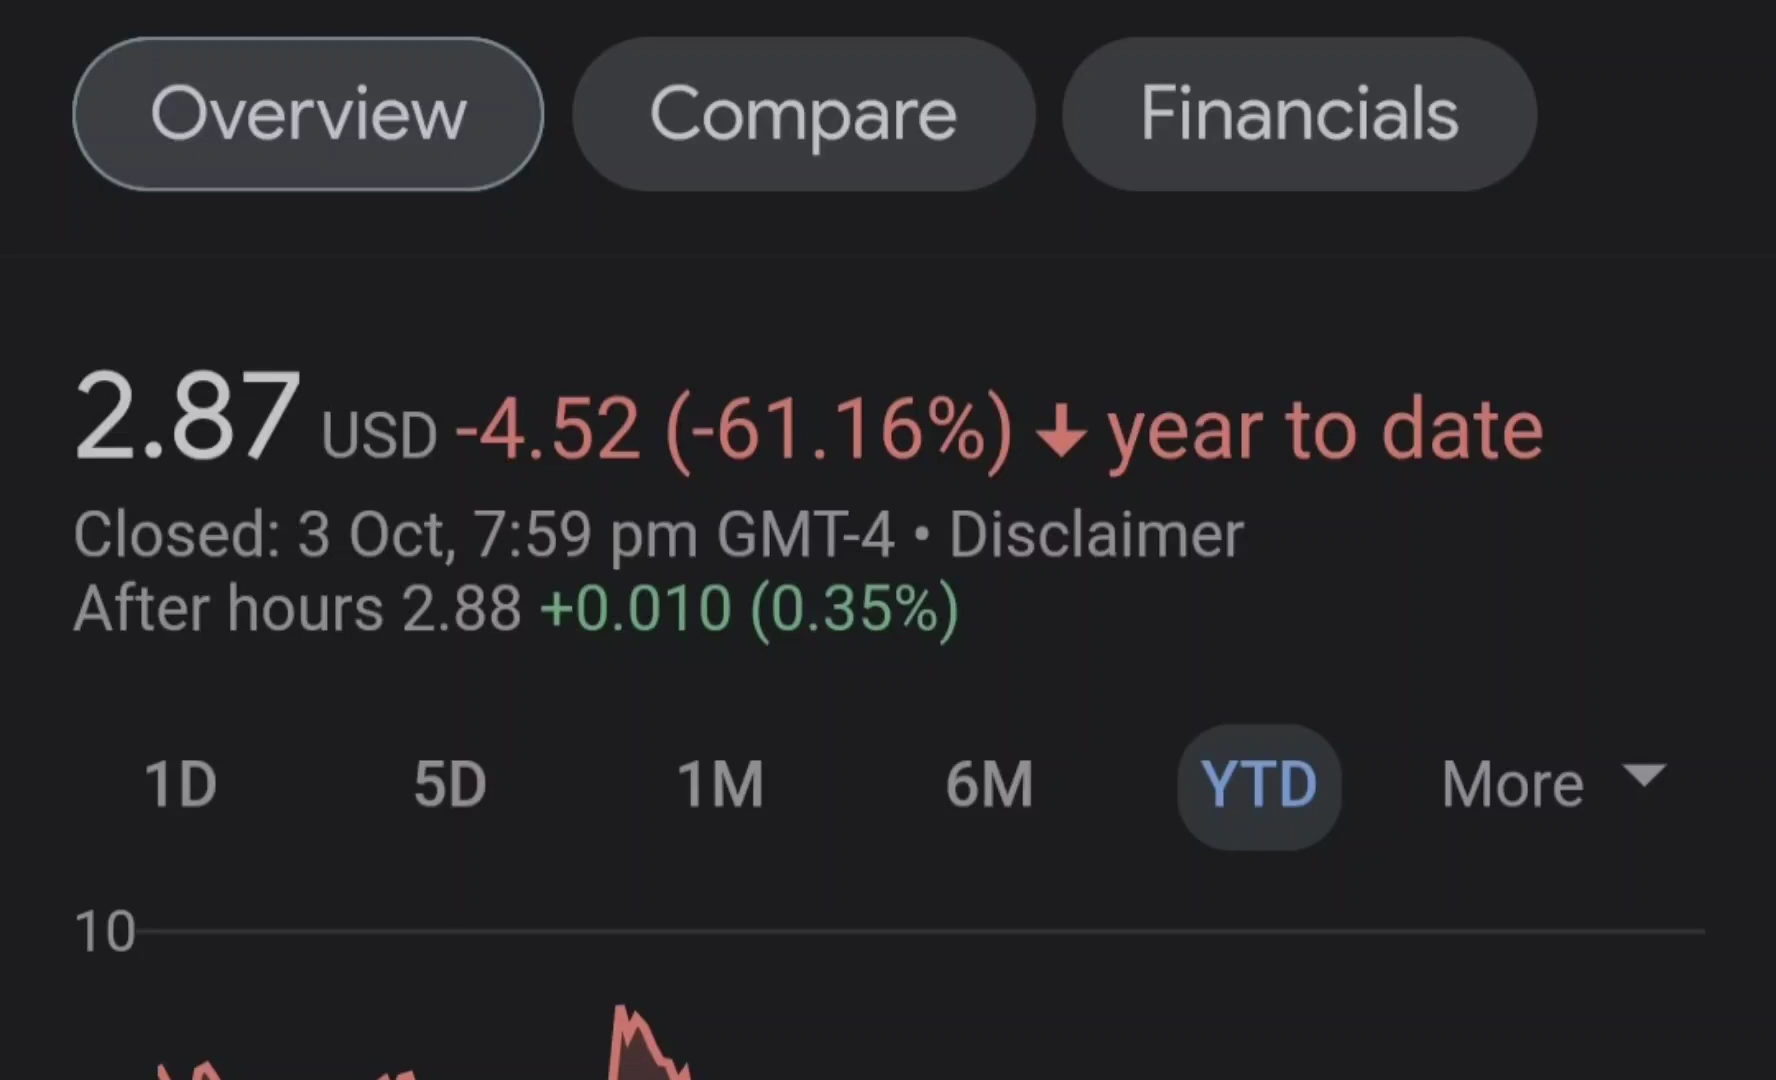 Overview Compare Financials
2.87 USD -4.52 (-61.16%) ↓ year to date
Closed: 3 Oct, 7:59 pm GMT-4 • Disclaimer
After hours 2.88 +0.010 (0.35%)
1D 5D 1M 6M YTD More
10